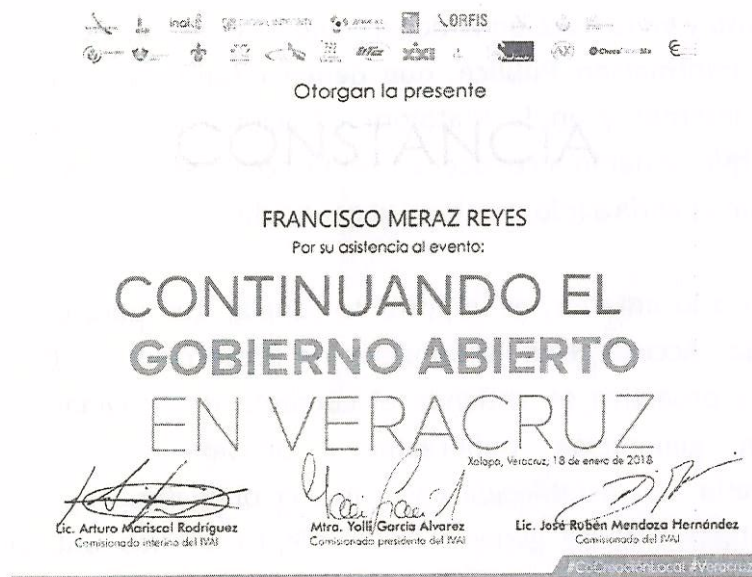 inai
ORFIS
Otorgan la presente
CONSTANCIA
FRANCISCO MERAZ REYES
Por su asistencia al evento:
CONTINUANDO EL
GOBIERNO ABIERTO
EN VERACRUZ
Xalapa, Veracruz; 18 de enero de 2018
Lic. Arturo Mariscal Rodríguez
Comisionado interino del IVAI
Mtra. Yolli García Alvarez
Comisionada presidenta del IVAI
Lic. José Rubén Mendoza Hernández
Comisionado del IVAI
#CoCreaciónLocal #Veracruz